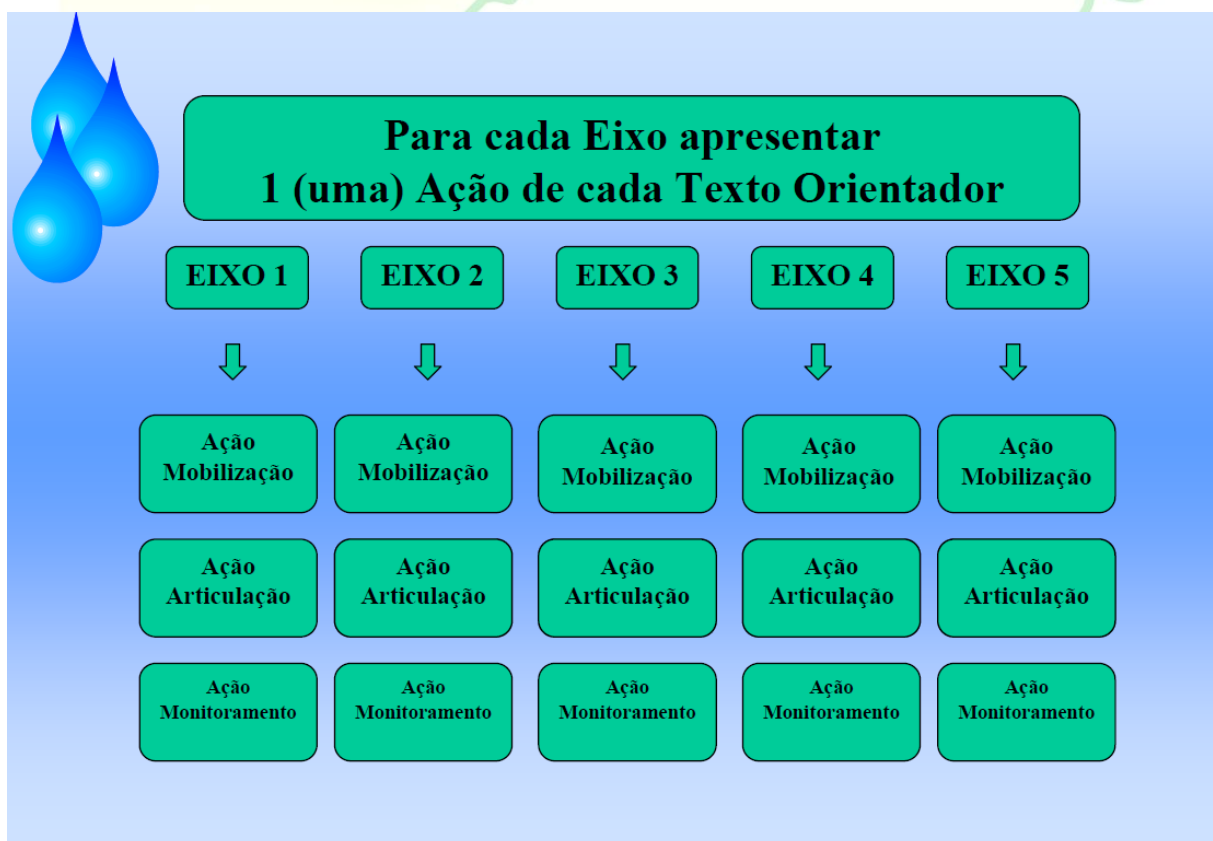 Para cada Eixo apresentar
1 (uma) Ação de cada Texto Orientador
EIXO 1
EIXO 2
EIXO 3
EIXO 4
EIXO 5
Ação
Mobilização
Ação
Mobilização
Ação
Mobilização
Ação
Mobilização
Ação
Mobilização
Ação
Articulação
Ação
Articulação
Ação
Articulação
Ação
Articulação
Ação
Articulação
Ação
Monitoramento
Ação
Monitoramento
Ação
Monitoramento
Ação
Monitoramento
Ação
Monitoramento